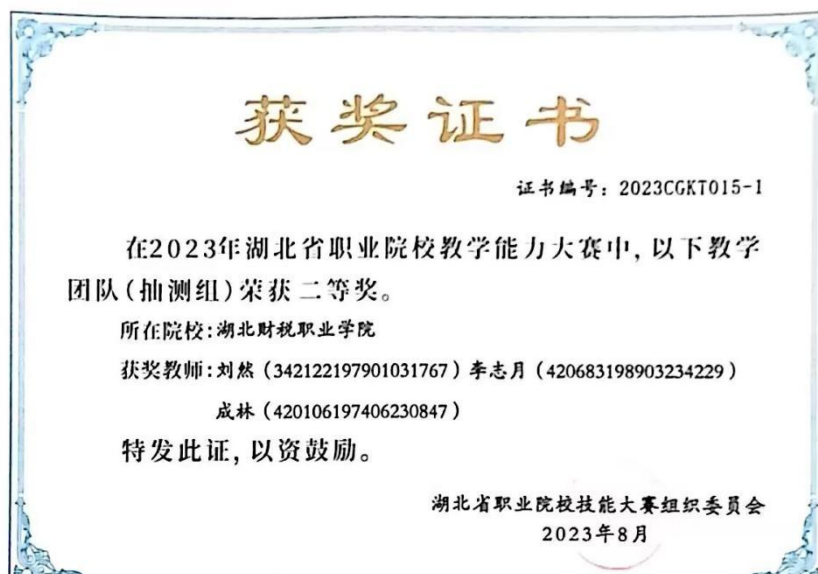 获奖证书
证书编号：2023CGKT015-1
在2023年湖北省职业院校教学能力大赛中，以下教学
团队（抽测组）荣获 二等奖。
所在院校：湖北财税职业学院
获奖教师：刘然（342122197901031767）李志月（420683198903234229）
成林（420106197406230847）
特发此证，以资鼓励。
湖北省职业院校技能大赛组织委员会
2023年8月